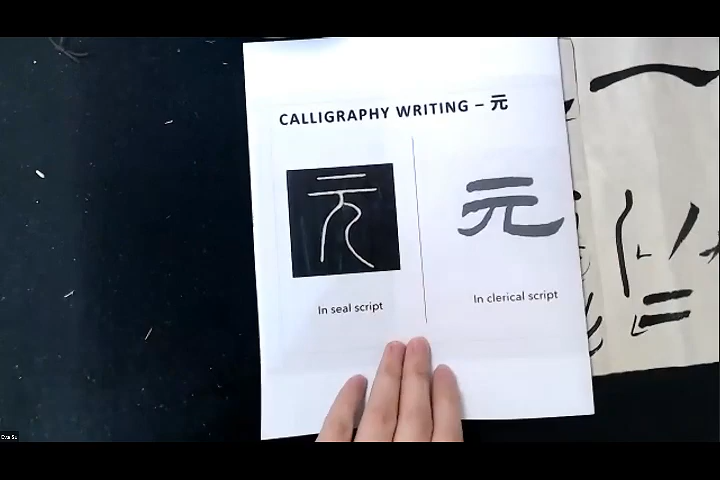 CALLIGRAPHY WRITING – 元
元
元
In seal script
In clerical script